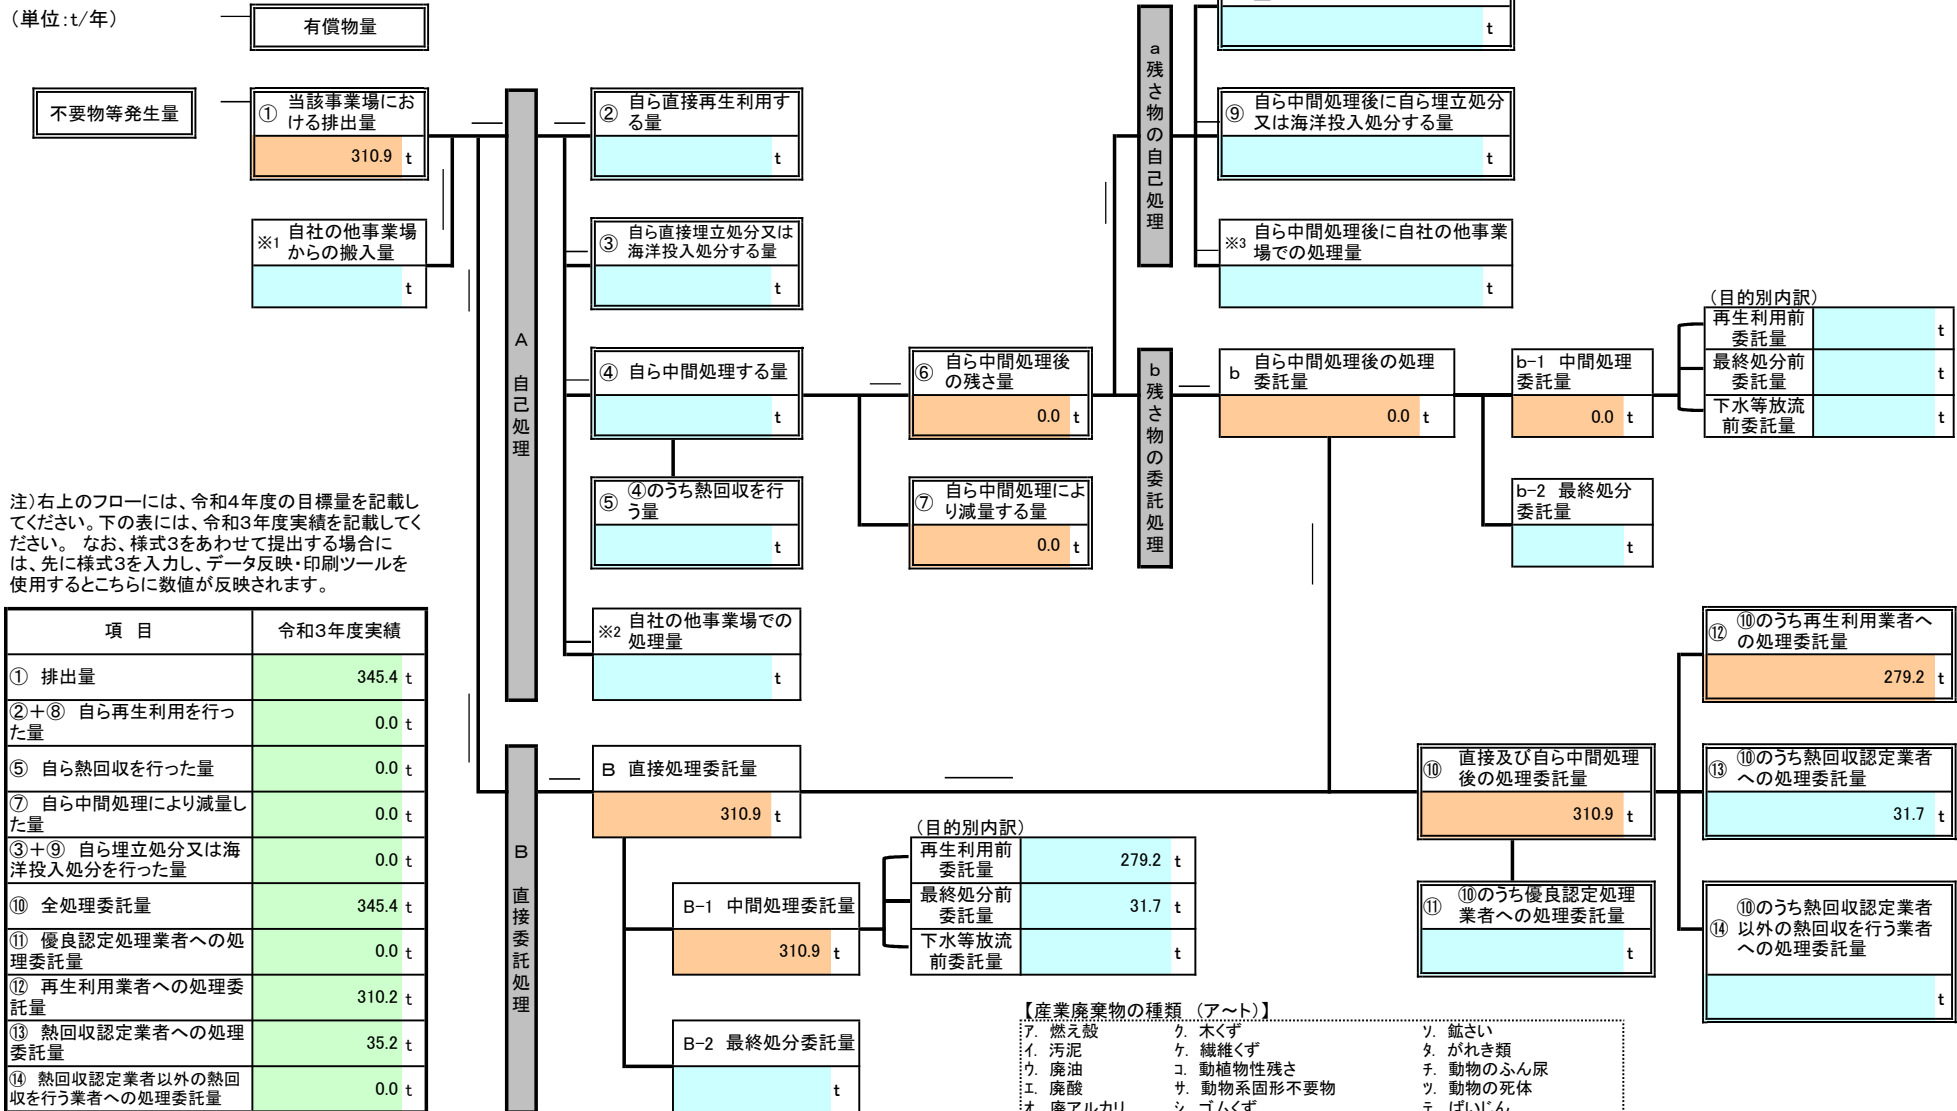 (単位:t/年)
有償物量
t
不要物等発生量
① 当該事業場にお
ける排出量
310.9 t
※1 自社の他事業場
からの搬入量
t
A 自己処理
② 自ら直接再生利用す
る量
t
③ 自ら直接埋立処分又は
海洋投入処分する量
t
④ 自ら中間処理する量
t
⑤ ④のうち熱回収を行
う量
t
※2 自社の他事業場での
処理量
t
⑥ 自ら中間処理後
の残さ量
0.0 t
⑦ 自ら中間処理によ
り減量する量
0.0 t
a 残さ物の自己処理
⑨ 自ら中間処理後に自ら埋立処分
又は海洋投入処分する量
t
※3 自ら中間処理後に自社の他事業
場での処理量
t
b 残さ物の委託処理
b 自ら中間処理後の処理
委託量
0.0 t
b-1 中間処理
委託量
0.0 t
(目的別内訳)
再生利用前
委託量
t
最終処分前
委託量
t
下水等放流
前委託量
t
b-2 最終処分
委託量
t
注)右上のフローには、令和4年度の目標量を記載し
てください。下の表には、令和3年度実績を記載してく
ださい。 なお、様式3をあわせて提出する場合に
は、先に様式3を入力し、データ反映・印刷ツールを
使用するとこちらに数値が反映されます。
項 目 令和3年度実績
① 排出量 345.4 t
②+⑧ 自ら再生利用を行っ
た量 0.0 t
⑤ 自ら熱回収を行った量 0.0 t
⑦ 自ら中間処理により減量し
た量 0.0 t
③+⑨ 自ら埋立処分又は海
洋投入処分を行った量 0.0 t
⑩ 全処理委託量 345.4 t
⑪ 優良認定処理業者への処
理委託量 0.0 t
⑫ 再生利用業者への処理委
託量 310.2 t
⑬ 熱回収認定業者への処理
委託量 35.2 t
⑭ 熱回収認定業者以外の熱回
収を行う業者への処理委託量 0.0 t
B 直接委託処理
B 直接処理委託量
310.9 t
B-1 中間処理委託量
310.9 t
(目的別内訳)
再生利用前
委託量
279.2 t
最終処分前
委託量
31.7 t
下水等放流
前委託量
t
B-2 最終処分委託量
t
⑩ 直接及び自ら中間処理
後の処理委託量
310.9 t
⑪ ⑩のうち優良認定処理
業者への処理委託量
t
⑫ ⑩のうち再生利用業者へ
の処理委託量
279.2 t
⑬ ⑩のうち熱回収認定業者
への処理委託量
31.7 t
⑭ ⑩のうち熱回収認定業者
以外の熱回収を行う業者
への処理委託量
t
【産業廃棄物の種類 (ア~ト)】
ア. 燃え殻 ク. 木くず ソ. 鉱さい
イ. 汚泥 ケ. 繊維くず タ. がれき類
ウ. 廃油 コ. 動植物性残さ チ. 動物のふん尿
エ. 廃酸 サ. 動物系固形不要物 ツ. 動物の死体
オ. 廃アルカリ シ. ゴムくず テ. ばいじん